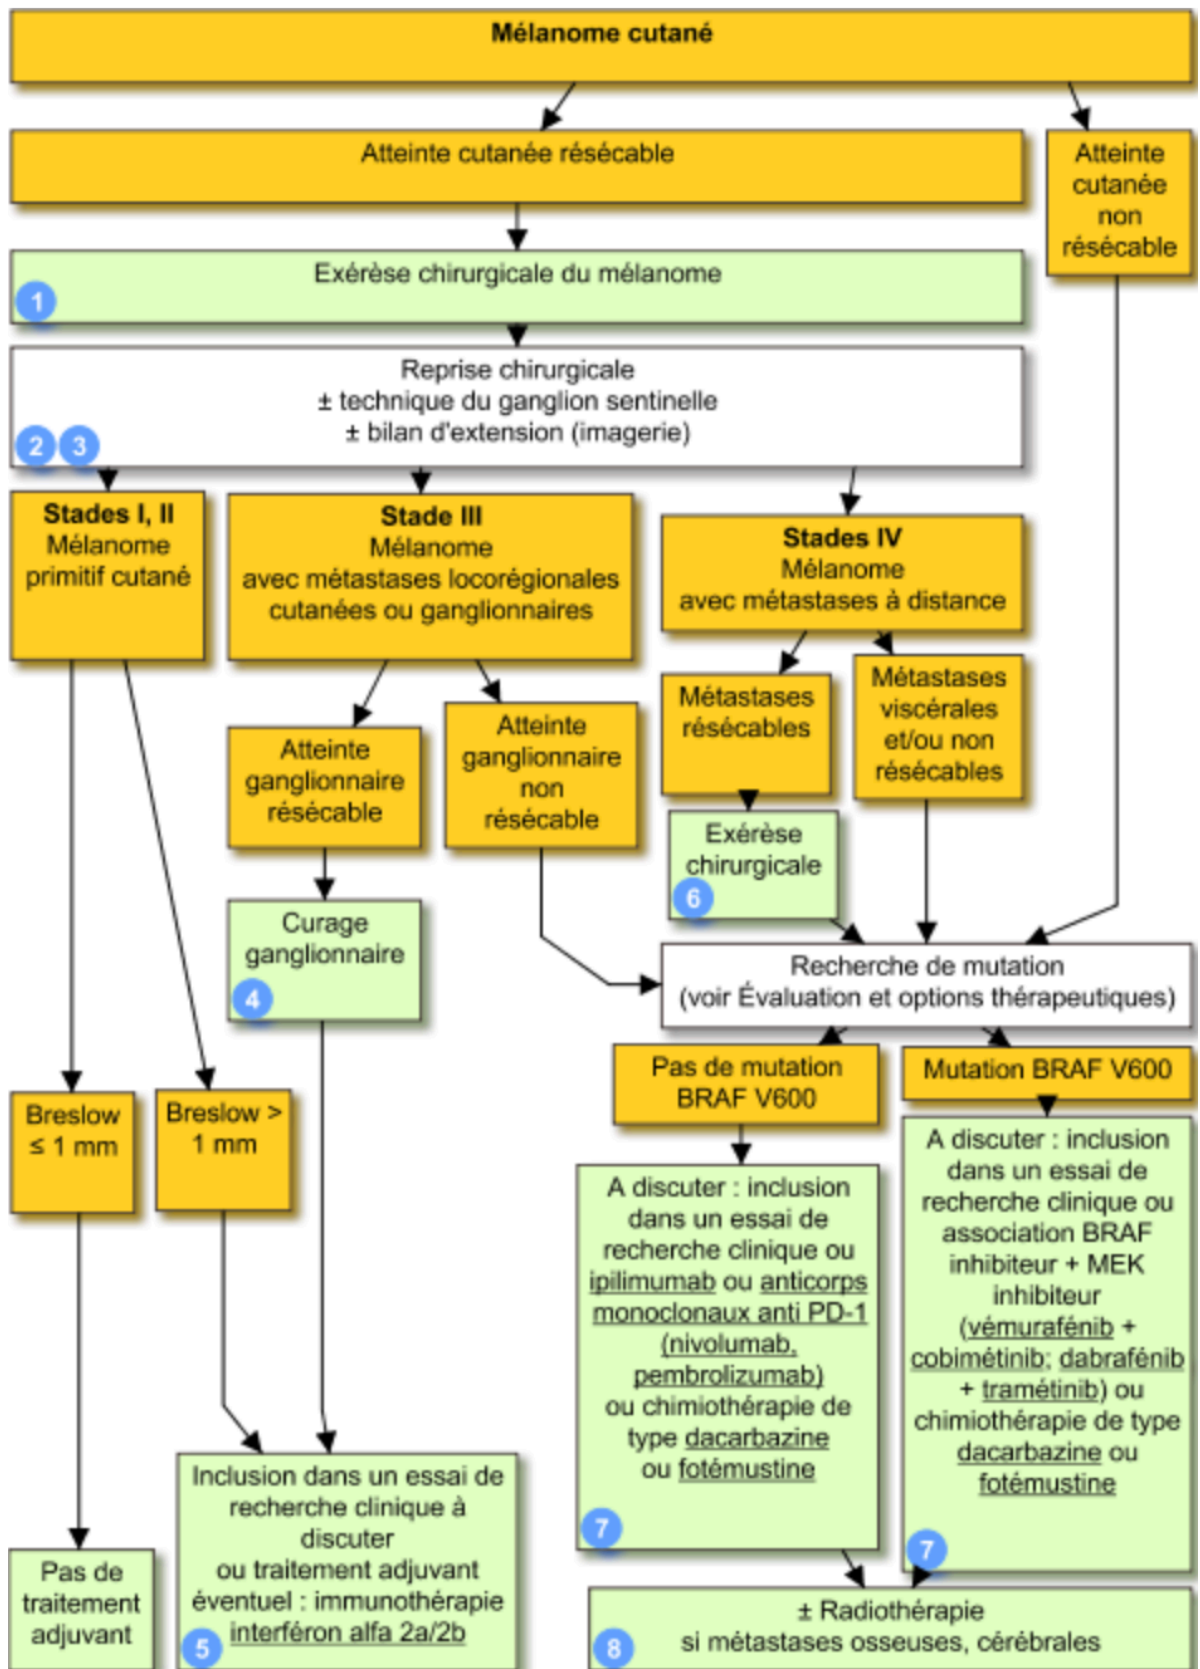 Mélanome cutané
Atteinte cutanée résécable
Atteinte
cutanée
non
résécable
Exérèse chirurgicale du mélanome
1
Reprise chirurgicale
± technique du ganglion sentinelle
± bilan d'extension (imagerie)
2 3
Stades I, II
Mélanome
primitif cutané
Stade III
Mélanome
avec métastases locorégionales
cutanées ou ganglionnaires
Stades IV
Mélanome
avec métastases à distance
Atteinte
ganglionnaire
résécable
Atteinte
ganglionnaire
non
résécable
Métastases
résécables
Métastases
viscérales
et/ou non
résécables
Exérèse
chirurgicale
6
Curage
ganglionnaire
4
Recherche de mutation
(voir Évaluation et options thérapeutiques)
Pas de mutation
BRAF V600
Mutation BRAF V600
Breslow
≤ 1 mm
Breslow >
1 mm
A discuter : inclusion
dans un essai de
recherche clinique ou
ipilimumab ou anticorps
monoclonaux anti PD-1
(nivolumab,
pembrolizumab)
ou chimiothérapie de
type dacarbazine
ou fotémustine
7
A discuter : inclusion
dans un essai de
recherche clinique ou
association BRAF
inhibiteur + MEK
inhibiteur
(vémurafénib +
cobimétinib; dabrafénib
+ tramétinib) ou
chimiothérapie de type
dacarbazine ou
fotémustine
7
Pas de
traitement
adjuvant
Inclusion dans un essai de
recherche clinique à
discuter
ou traitement adjuvant
éventuel : immunothérapie
interféron alfa 2a/2b
5
± Radiothérapie
si métastases osseuses, cérébrales
8